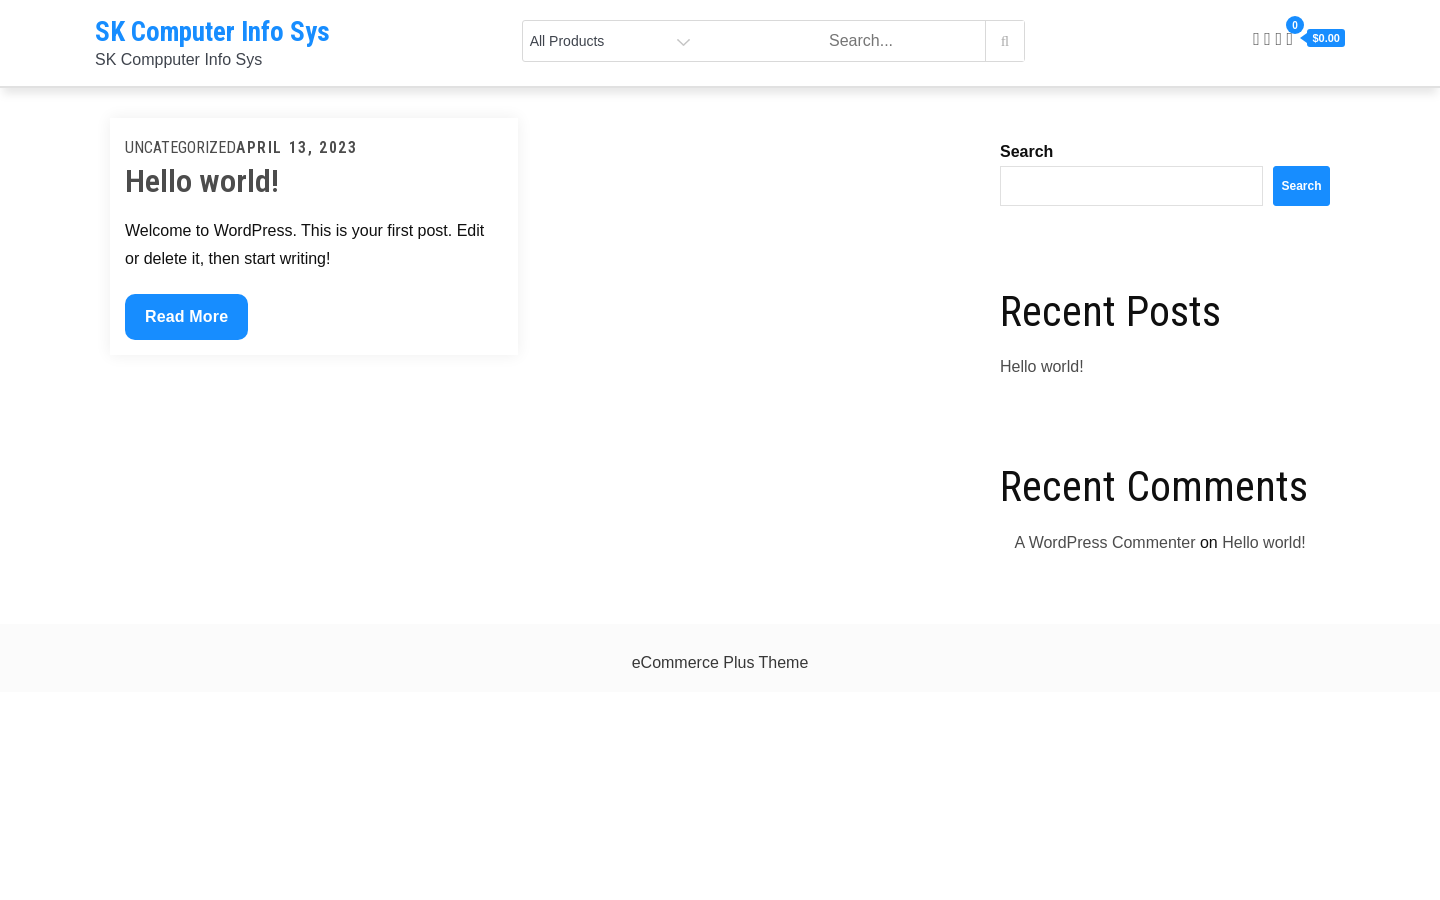 SK Computer Info Sys
SK Compputer Info Sys
All Products
Search...
0
$0.00
UNCATEGORIZEDAPRIL 13, 2023
Hello world!
Welcome to WordPress. This is your first post. Edit
or delete it, then start writing!
Read More
Search
Search
Recent Posts
Hello world!
Recent Comments
A WordPress Commenter on Hello world!
eCommerce Plus Theme